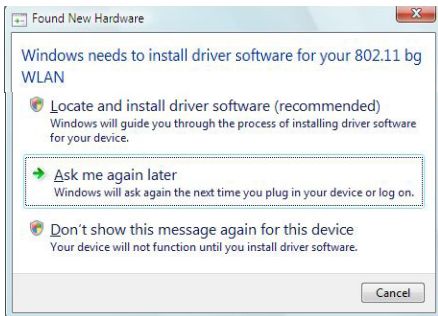 Found New Hardware
Windows needs to install driver software for your 802.11 bg
WLAN
Locate and install driver software (recommended)
Windows will guide you through the process of installing driver software
for your device.
Ask me again later
Windows will ask again the next time you plug in your device or log on.
Don't show this message again for this device
Your device will not function until you install driver software.
Cancel